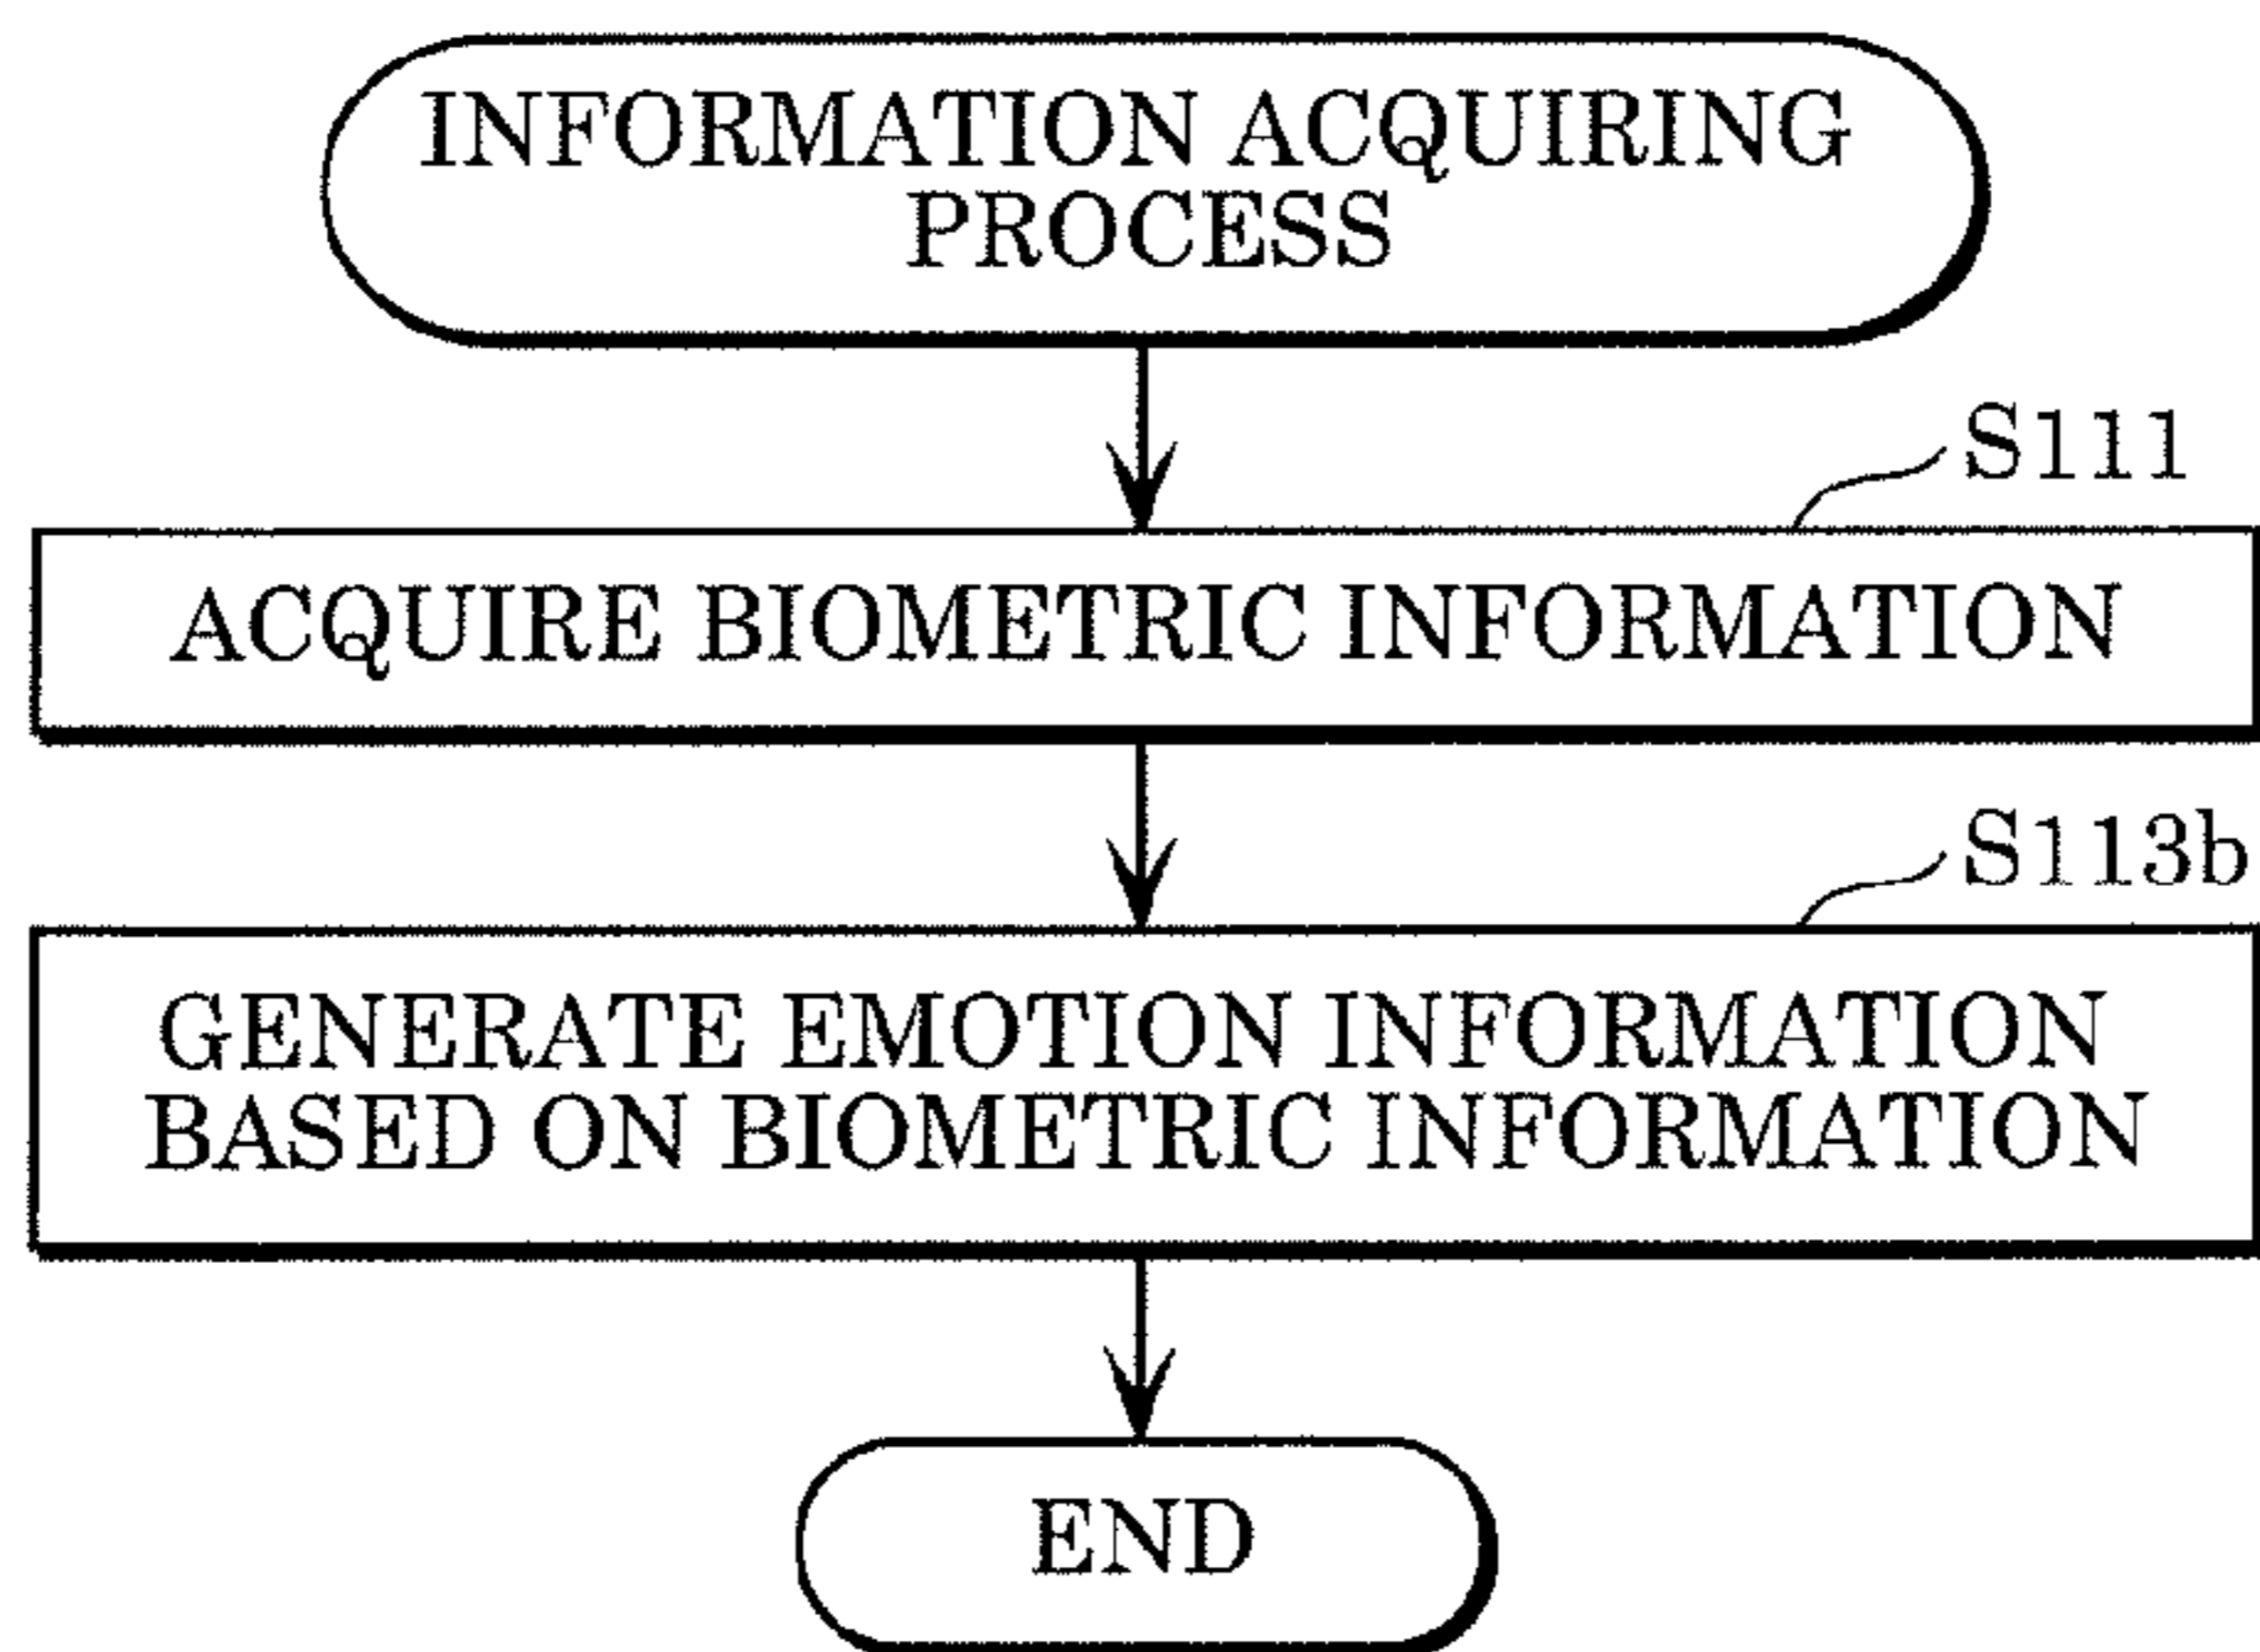 INFORMATION ACQUIRING
PROCESS
S111
ACQUIRE BIOMETRIC INFORMATION
S113b
GENERATE EMOTION INFORMATION
BASED ON BIOMETRIC INFORMATION
END